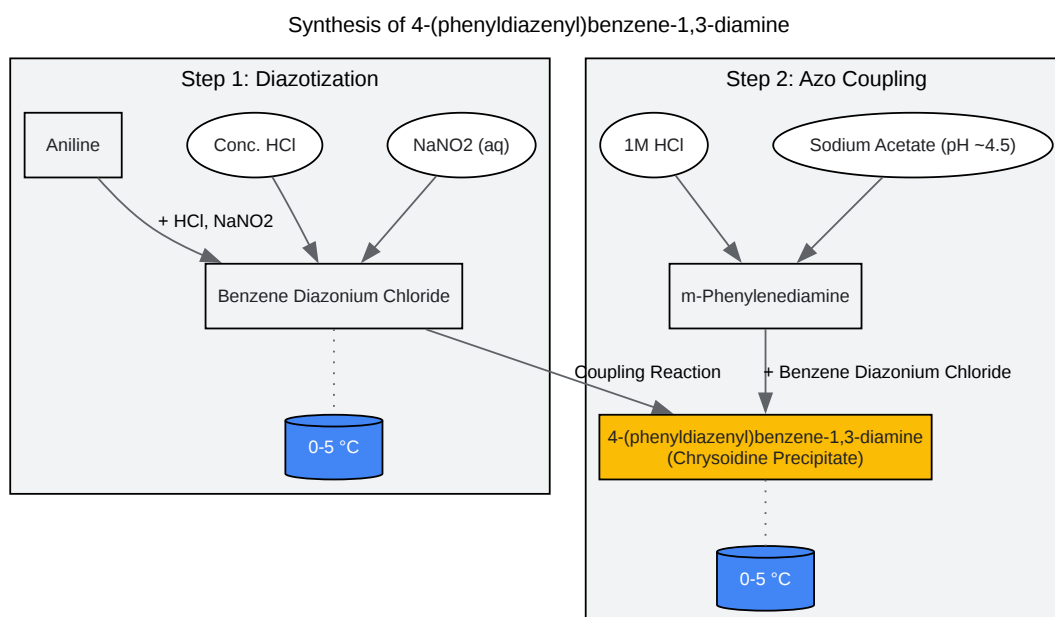 Synthesis of 4-(phenyldiazenyl)benzene-1,3-diamine
Step 1: Diazotization
Aniline
Conc. HCl
NaNO2 (aq)
+ HCl, NaNO2
Benzene Diazonium Chloride
0-5 °C
Step 2: Azo Coupling
1M HCl
Sodium Acetate (pH ~4.5)
m-Phenylenediamine
Coupling Reaction
+ Benzene Diazonium Chloride
4-(phenyldiazenyl)benzene-1,3-diamine
(Chrysoidine Precipitate)
0-5 °C